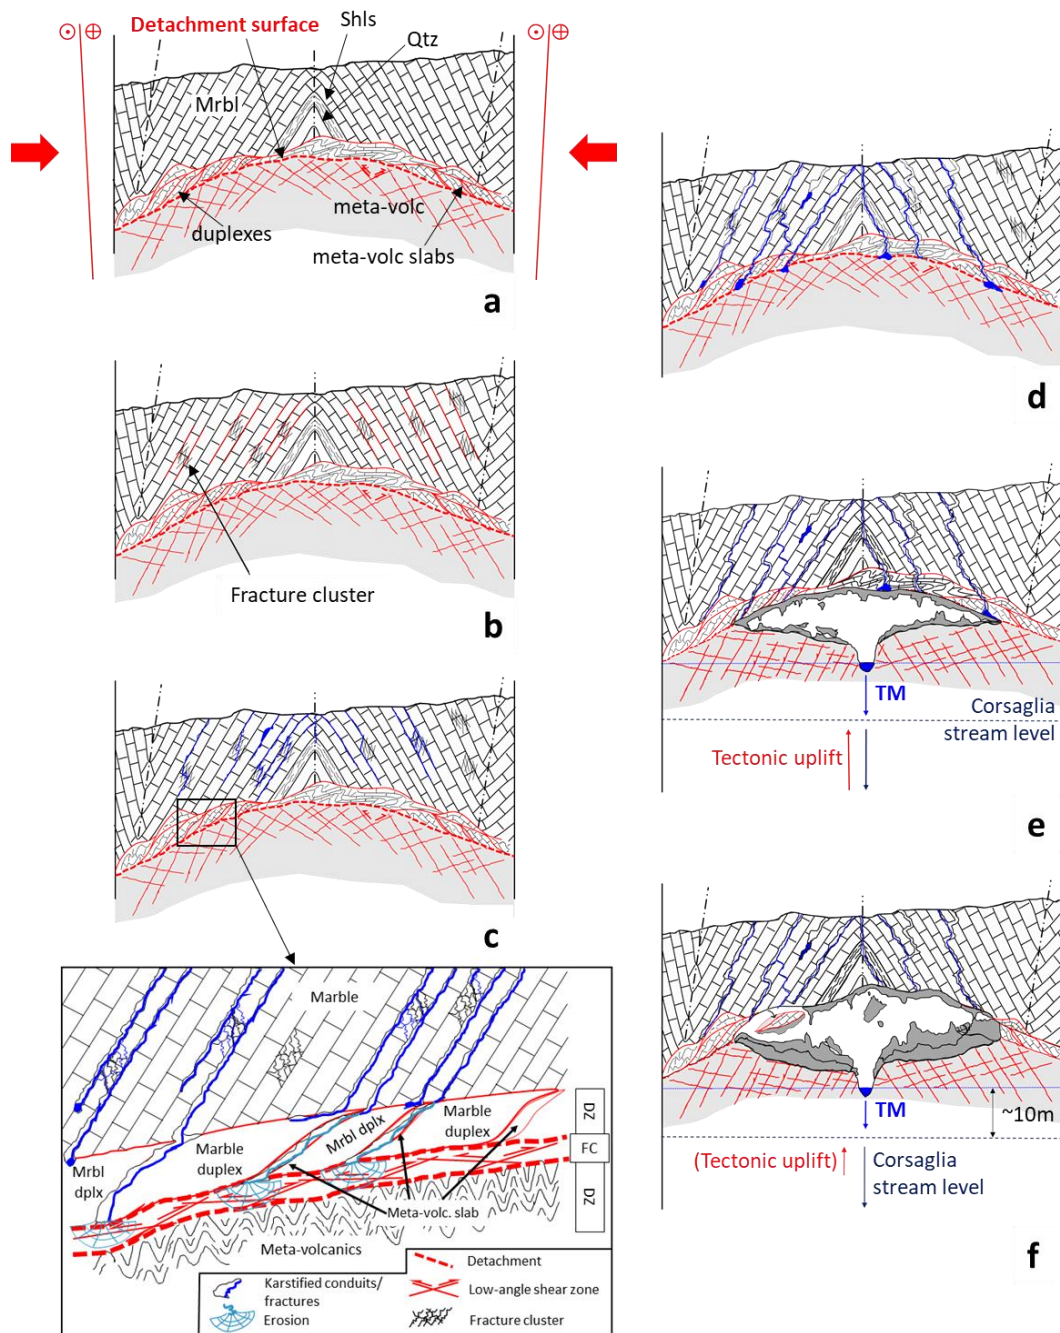 Detachment surface
Shls
Qtz
Mrbl
meta-volc
duplexes
meta-volc slabs
a
Fracture cluster
b
c
Marble
Marble
duplex
Mrbl dplx
Marble
duplex
Mrbl
dplx
DZ
FC
DZ
Meta-volc. slab
Meta-volcanics
Detachment
Karstified conduits/
fractures
Low-angle shear zone
Erosion
Fracture cluster
d
TM
Corsaglia
stream level
Tectonic uplift
e
TM
~10m
(Tectonic uplift)
Corsaglia
stream level
f